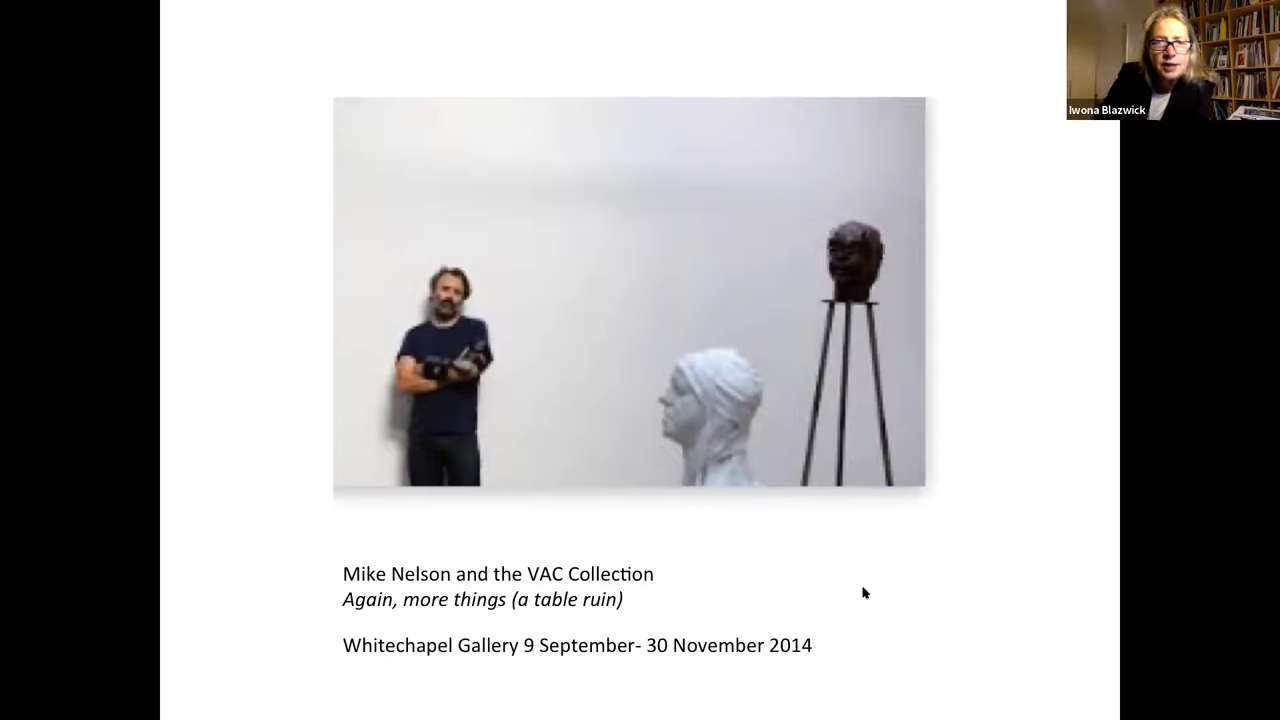 Iwona Blazwick
Mike Nelson and the VAC Collection
Again, more things (a table ruin)
Whitechapel Gallery 9 September- 30 November 2014